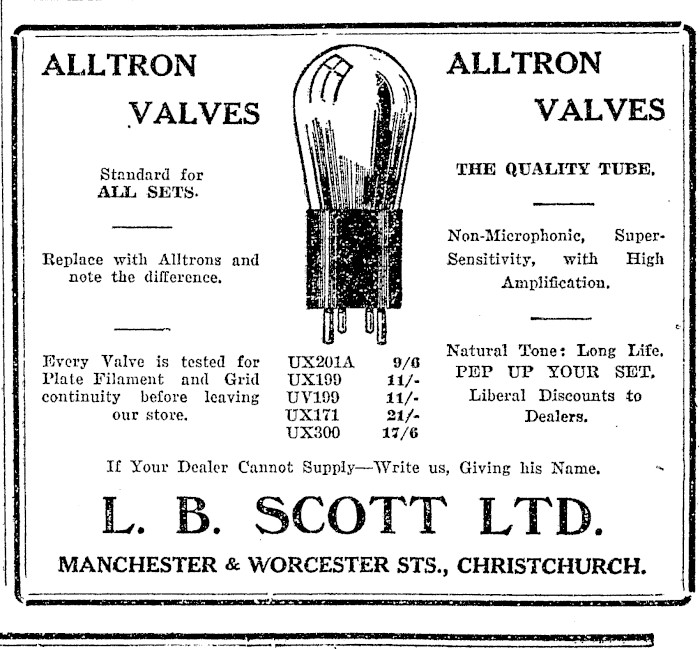 ALLTRON
VALVES
Standard for
ALL SETS.
Replace with Alltrons and
note the difference.
Every Valve is tested for
Plate Filament and Grid
continuity before leaving
our store.
UX201A 9/6
UX199 11/-
UV199 11/-
UX171 21/-
UX300 17/6
ALLTRON
VALVES
THE QUALITY TUBE.
Non-Microphonic, Super-
Sensitivity, with High
Amplification.
Natural Tone: Long Life.
PEP UP YOUR SET.
Liberal Discounts to
Dealers.
If Your Dealer Cannot Supply—Write us, Giving his Name.
L. B. SCOTT LTD.
MANCHESTER & WORCESTER STS., CHRISTCHURCH.